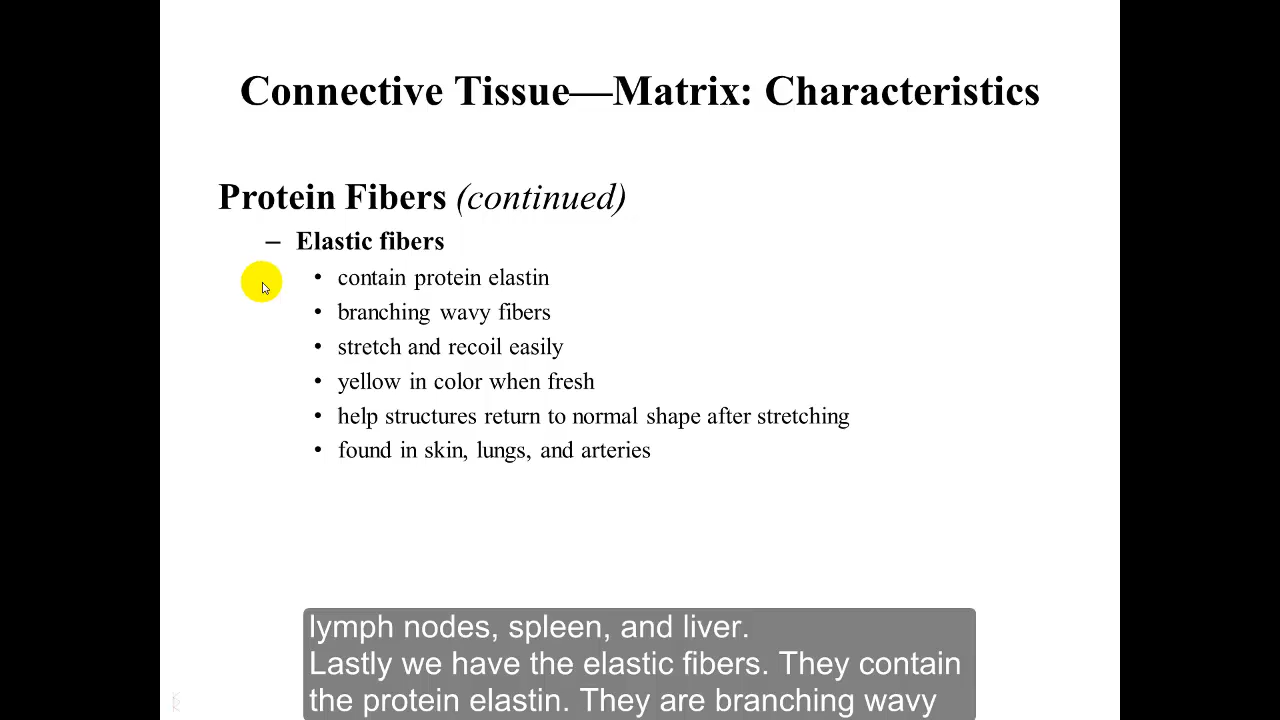 Connective Tissue—Matrix: Characteristics
Protein Fibers (continued)
– Elastic fibers
• contain protein elastin
• branching wavy fibers
• stretch and recoil easily
• yellow in color when fresh
• help structures return to normal shape after stretching
• found in skin, lungs, and arteries
lymph nodes, spleen, and liver.
Lastly we have the elastic fibers. They contain
the protein elastin. They are branching wavy